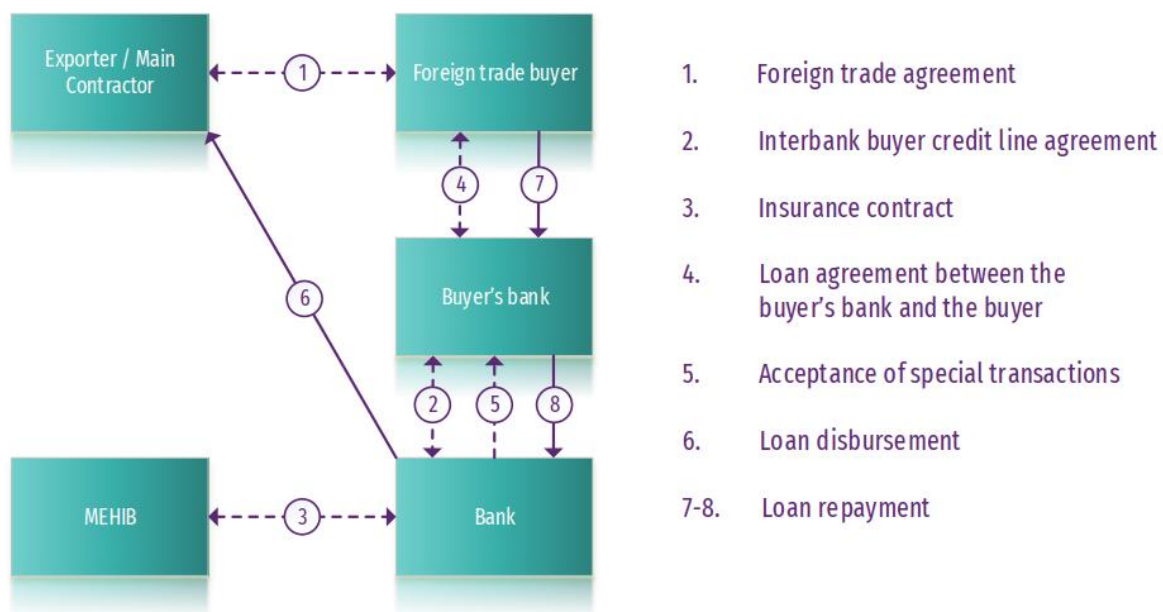 Exporter / Main
Contractor
1
Foreign trade buyer
4
7
Buyer's bank
6
2
5
8
MEHIB
3
Bank
1. Foreign trade agreement
2. Interbank buyer credit line agreement
3. Insurance contract
4. Loan agreement between the
buyer's bank and the buyer
5. Acceptance of special transactions
6. Loan disbursement
7-8. Loan repayment